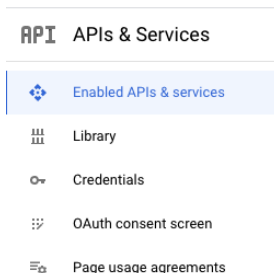 API APIs & Services
Enabled APIs & services
Library
Credentials
OAuth consent screen
Page usage agreements